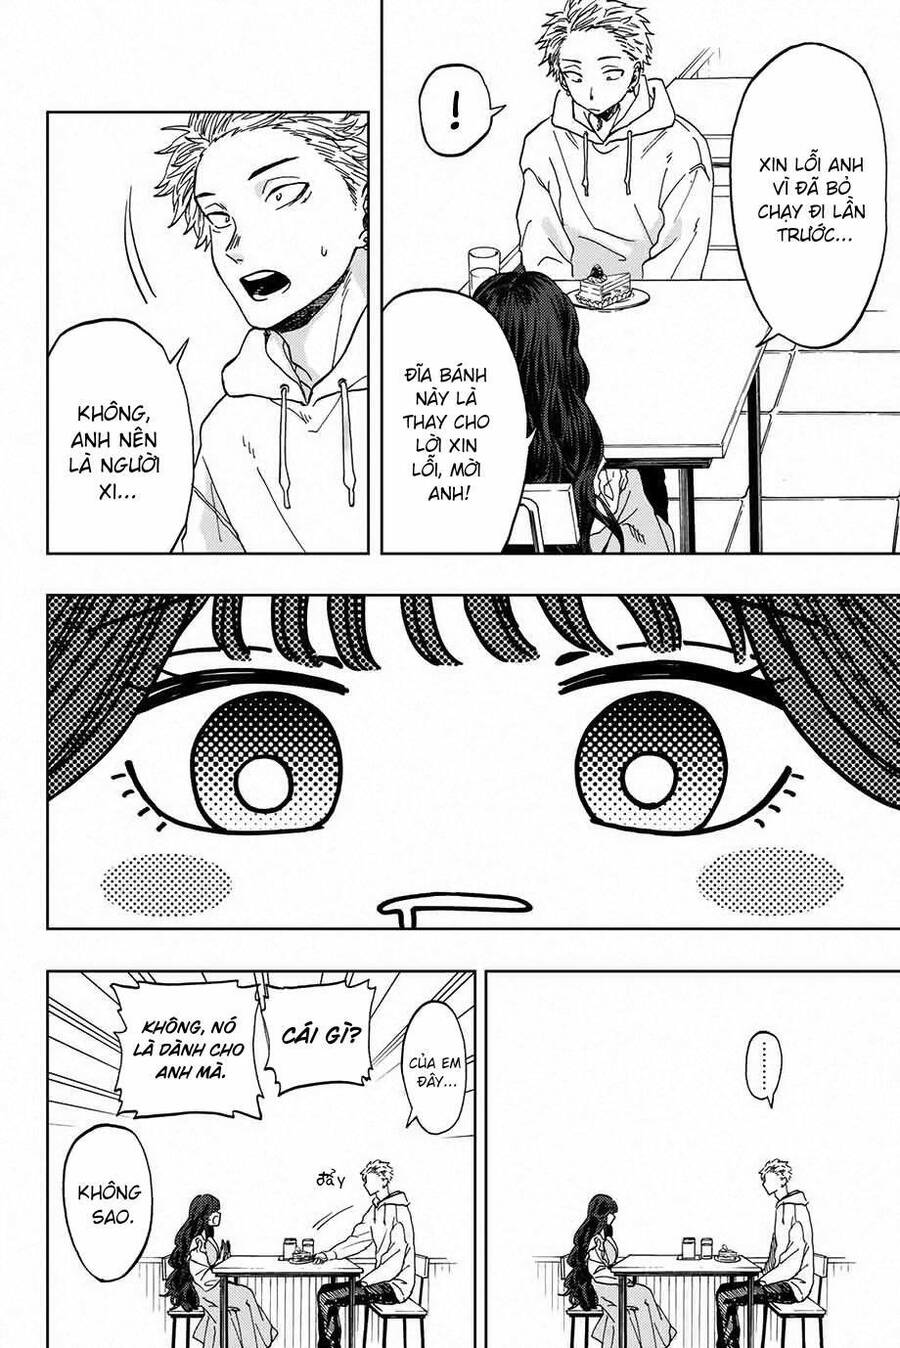 XIN LỖI ANH
VÌ ĐÃ BỎ
CHẠY ĐI LẦN
TRƯỚC...
!
ĐĨA BÁNH
NÀY LÀ
THAY CHO
LỜI XIN
LỖI, MỜI
ANH!
KHÔNG,
ANH NÊN
LÀ NGƯỜI
XI...
.......
CỦA EM
ĐÂY...
đẩy
CÁI GÌ?
KHÔNG, NÓ
LÀ DÀNH CHO
ANH MÀ.
KHÔNG
SAO.